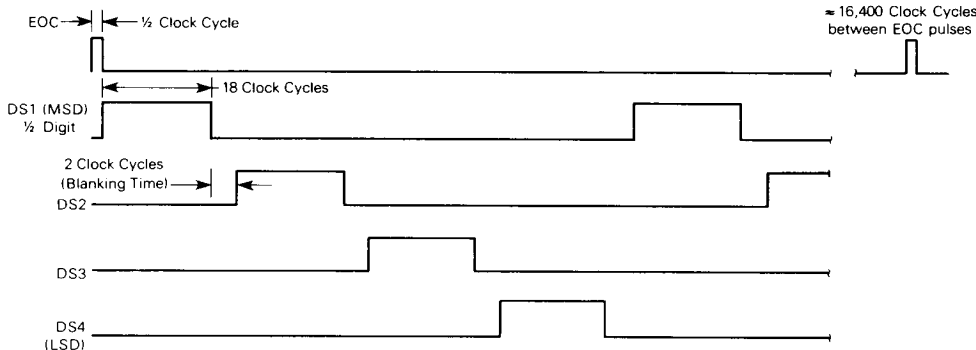 EOC
½ Clock Cycle
≈ 16,400 Clock Cycles
between EOC pulses
18 Clock Cycles
DS1 (MSD)
½ Digit
2 Clock Cycles
(Blanking Time)
DS2
DS3
DS4
(LSD)